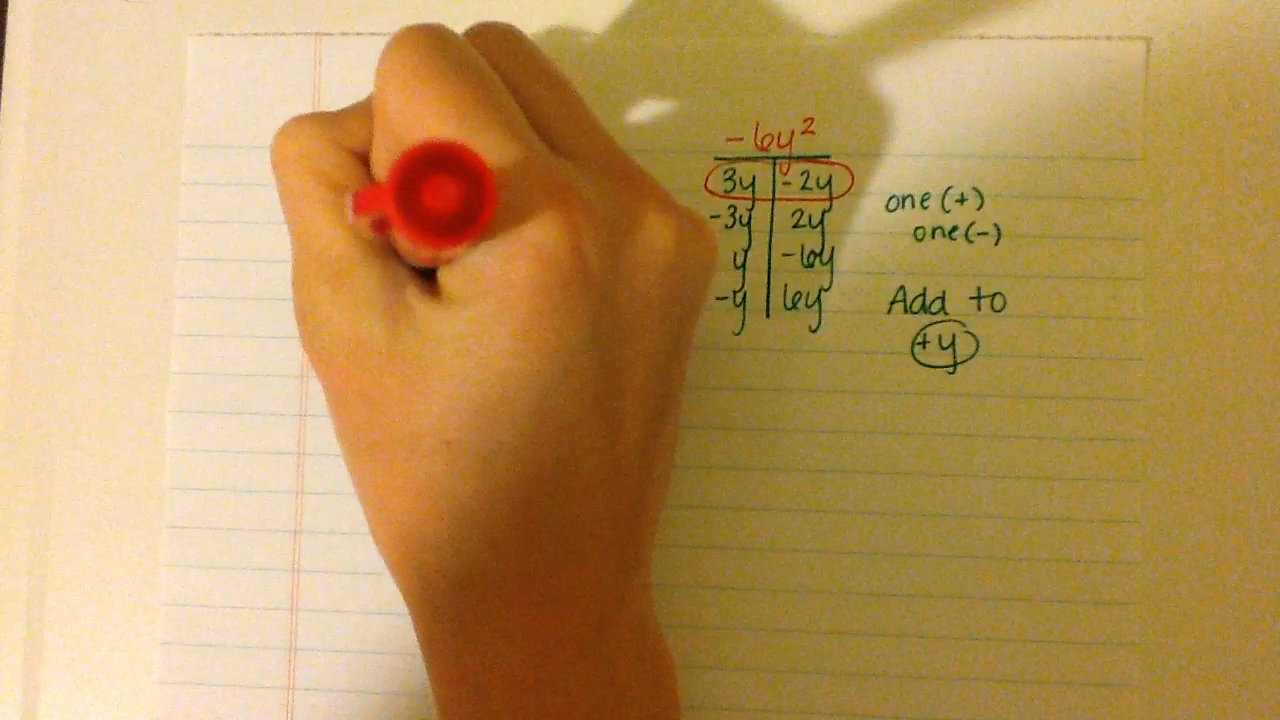 -6y²
3y -2y
-3y 2y
y -6y
-y 6y
one (+)
one (-)
Add to
+y